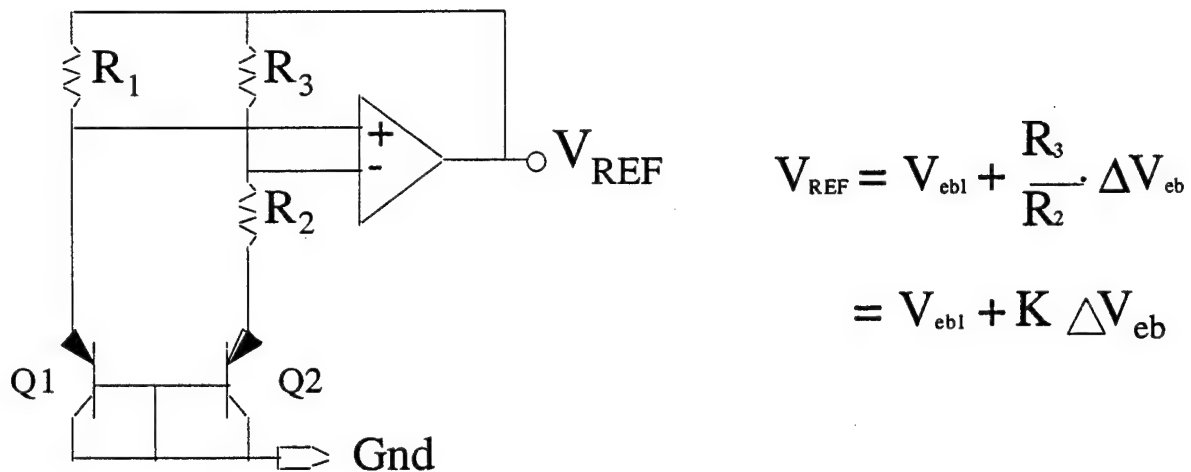 R1
R3
+
-
VREF
R2
Q1
Q2
Gnd
VREF = Veb1 + R3/R2 · ΔVeb
= Veb1 + K ΔVeb